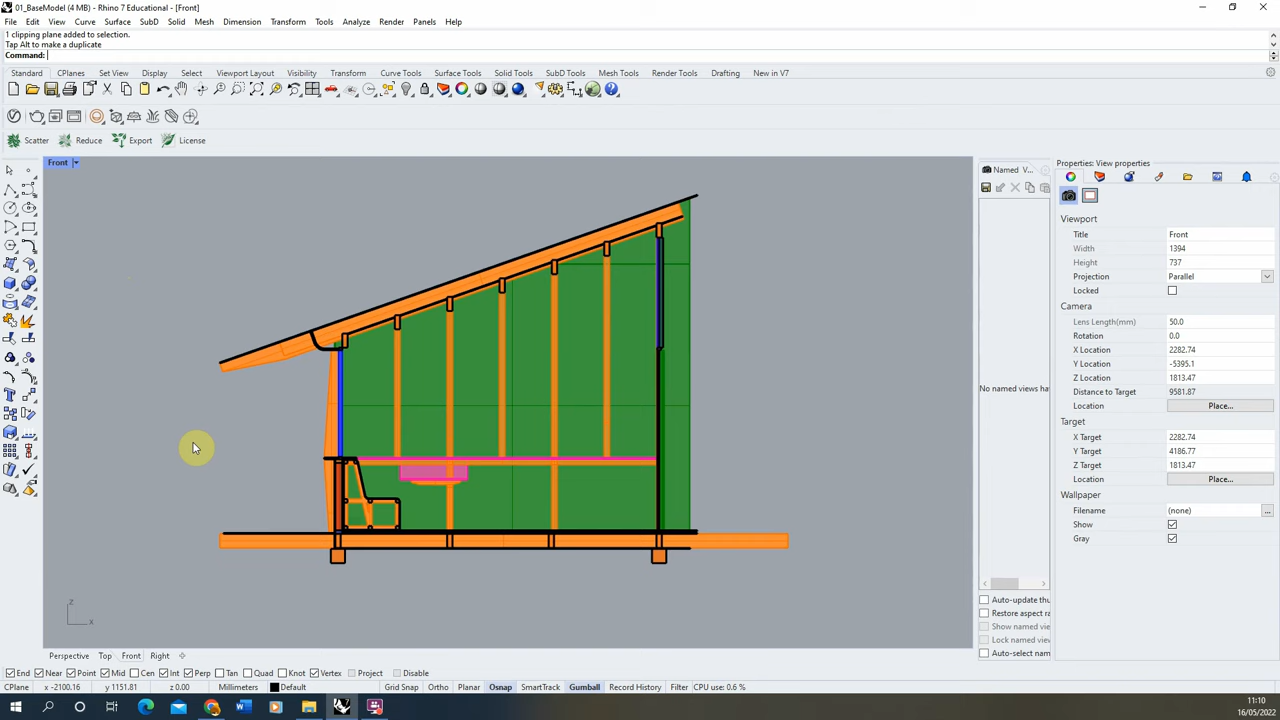 01_BaseModel (4 MB) - Rhino 7 Educational - [Front]
File Edit View Curve Surface SubD Solid Mesh Dimension Transform Tools Analyze Render Panels Help
1 clipping plane added to selection.
Tap Alt to make a duplicate
Command:
Standard CPlanes Set View Display Select Viewport Layout Visibility Transform Curve Tools Surface Tools Solid Tools SubD Tools Mesh Tools Render Tools Drafting New in V7
Scatter Reduce Export License
Front
Named V...
No named views ha
Auto-update thu
Restore aspect ra
Show named view
Lock named view
Auto-select nam
Properties: View properties
Viewport
Title Front
Width 1394
Height 737
Projection Parallel
Locked
Camera
Lens Length(mm) 50.0
Rotation 0.0
X Location 2282.74
Y Location -5395.1
Z Location 1813.47
Distance to Target 9581.87
Location Place...
Target
X Target 2282.74
Y Target 4186.77
Z Target 1813.47
Location Place...
Wallpaper
Filename (none) ...
Show
Gray
z
x
Perspective Top Front Right
End Near Point Mid Cen Int Perp Tan Quad Knot Vertex Project Disable
CPlane x -2100.16 y 1151.81 z 0.00 Millimeters Default Grid Snap Ortho Planar Osnap SmartTrack Gumball Record History Filter CPU use: 0.6 %
11:10
16/05/2022